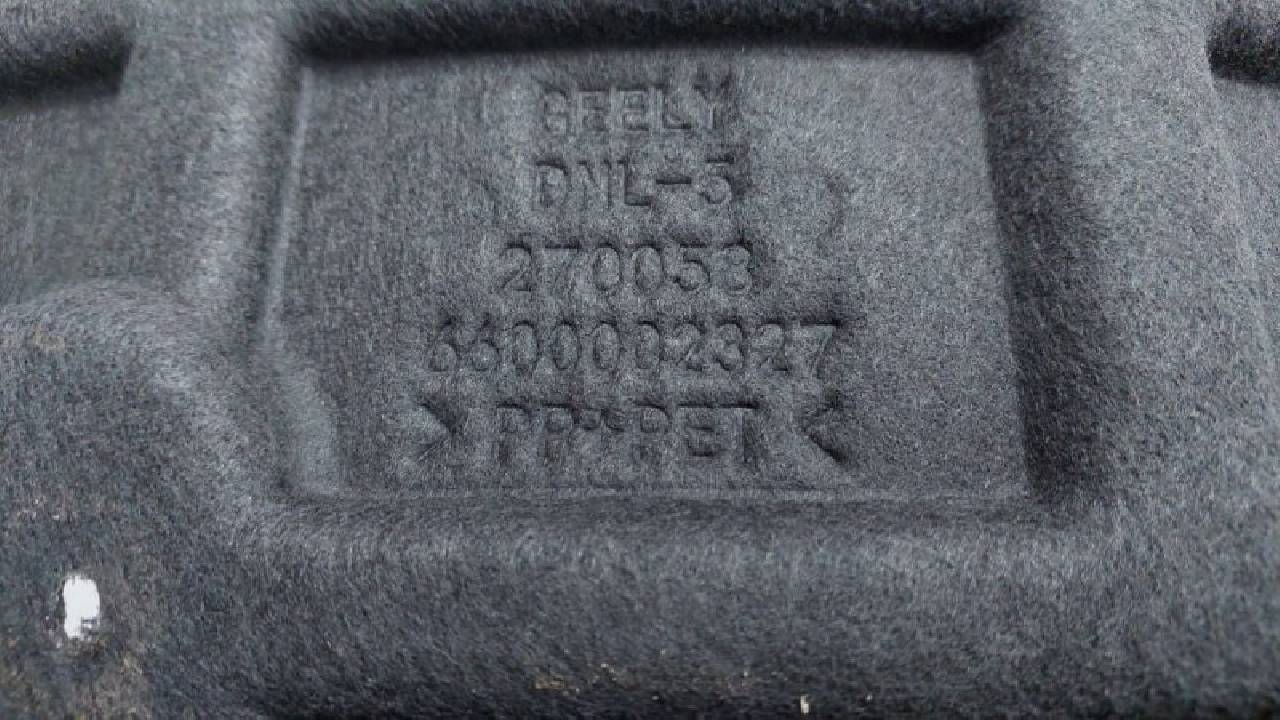 GEELY
DNL-5
270053
6600002327
>PP+PET<